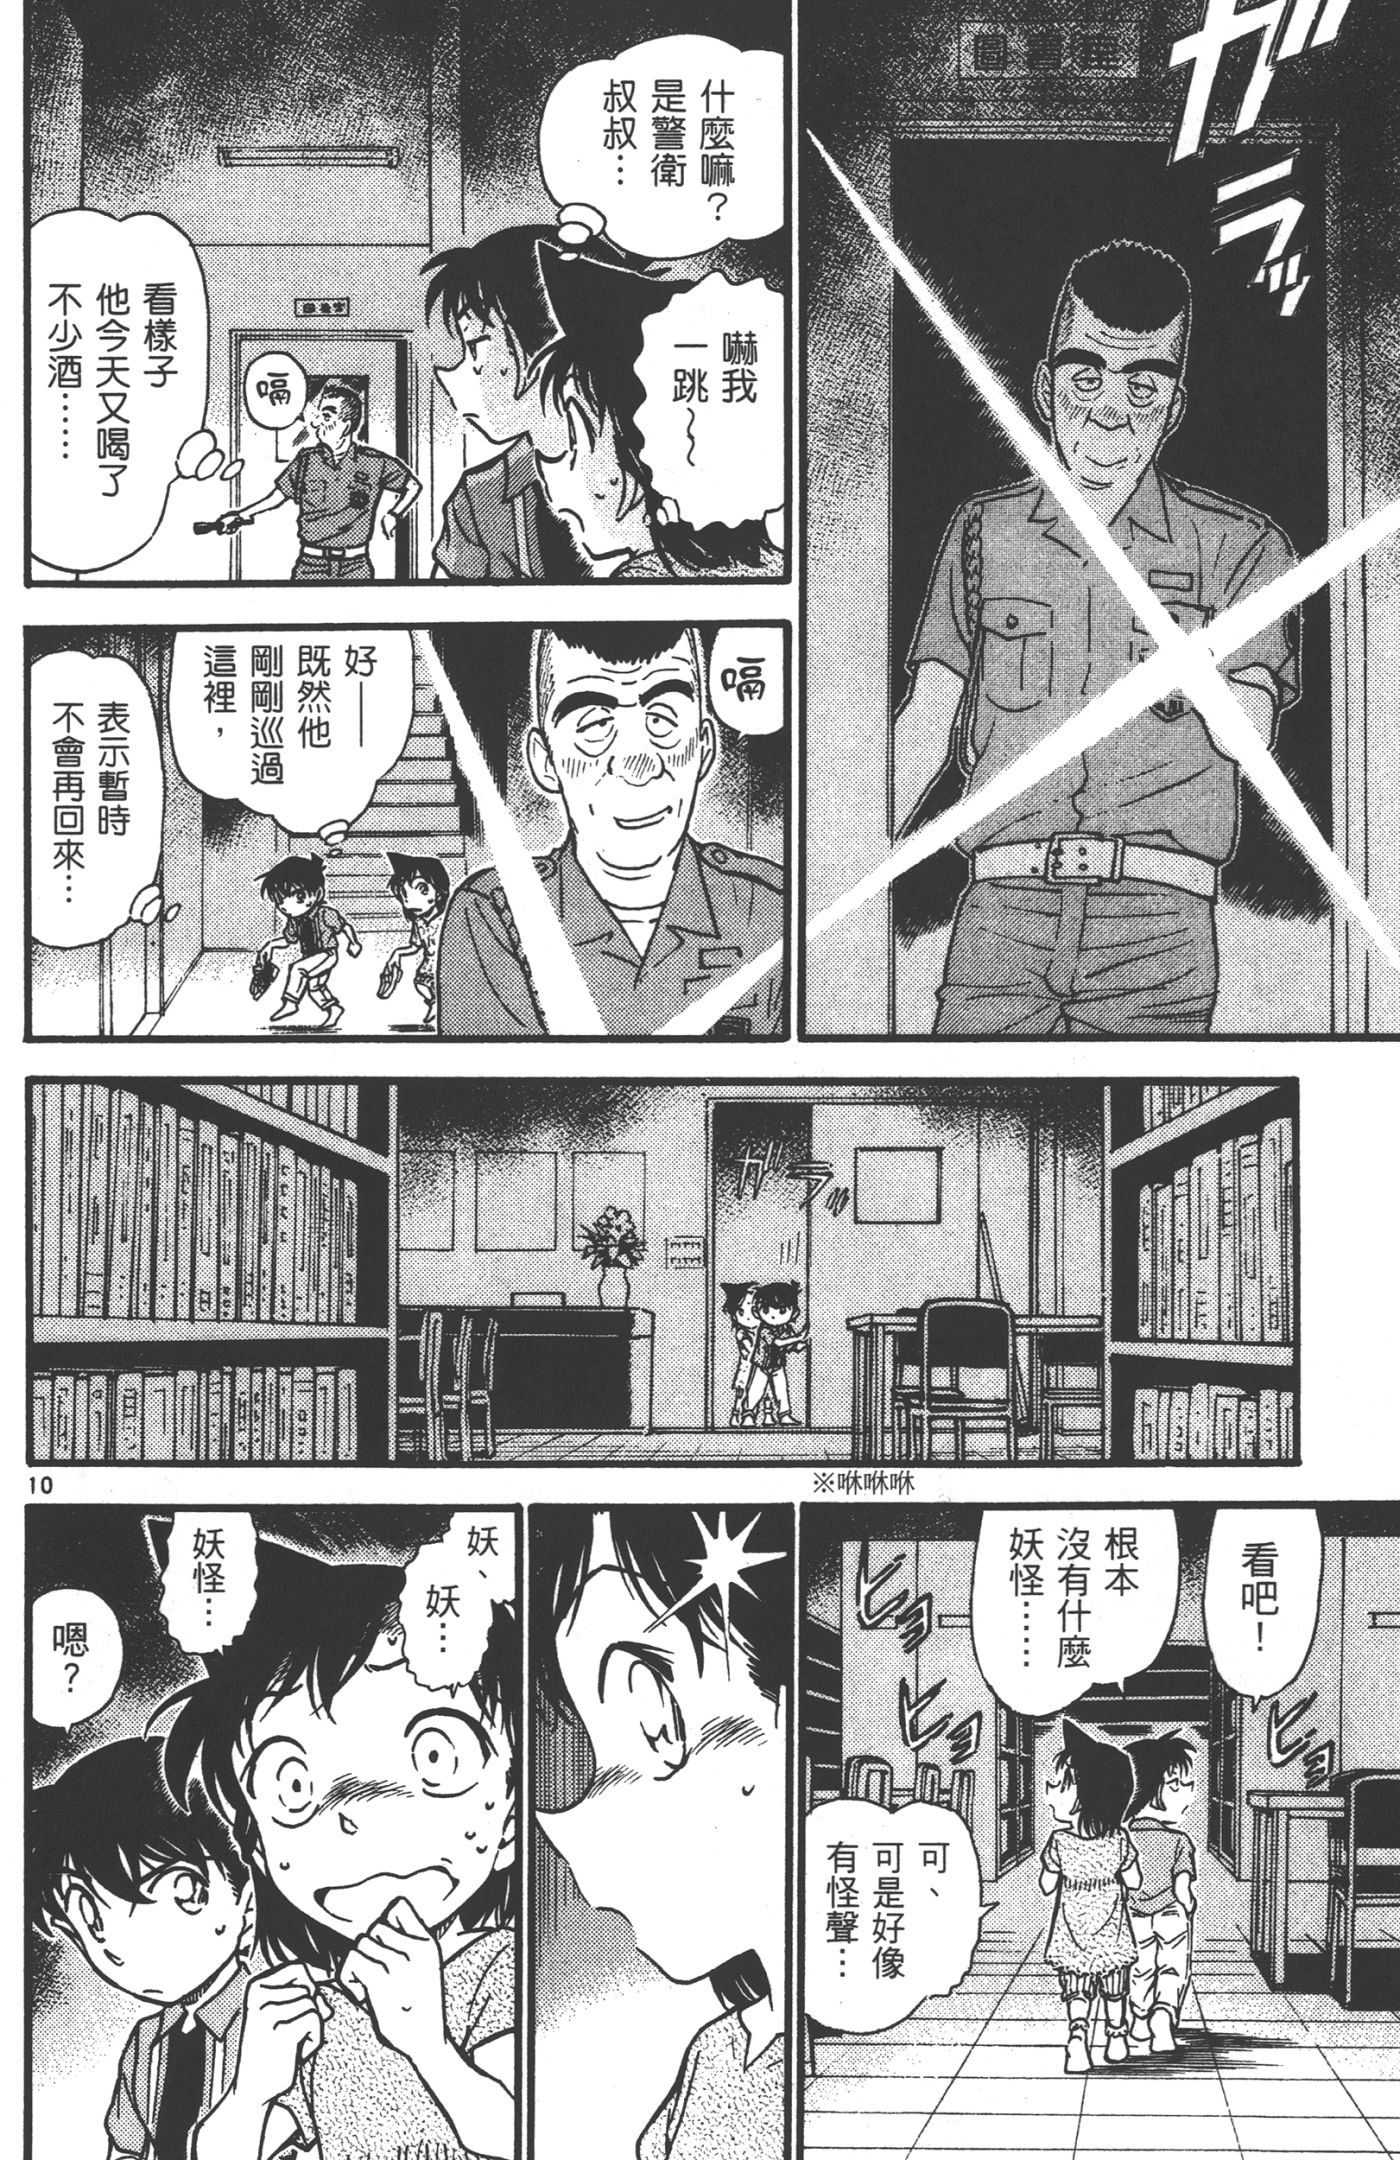 圖書室
ガラッ
什麼嘛？
是警衛
叔叔…
嚇我
一跳～
嗝
看樣子
他今天又喝了
不少酒……
嗝
好——
既然他
剛剛巡過
這裡，
表示暫時
不會再回來…
ガラッ
10
※咻咻咻
看吧！
根本
沒有什麼
妖怪……
ヒョオ
ヒョオ
ヒョオ
可、
可是好像
有怪聲…
妖、
妖…
妖怪…
嗯？